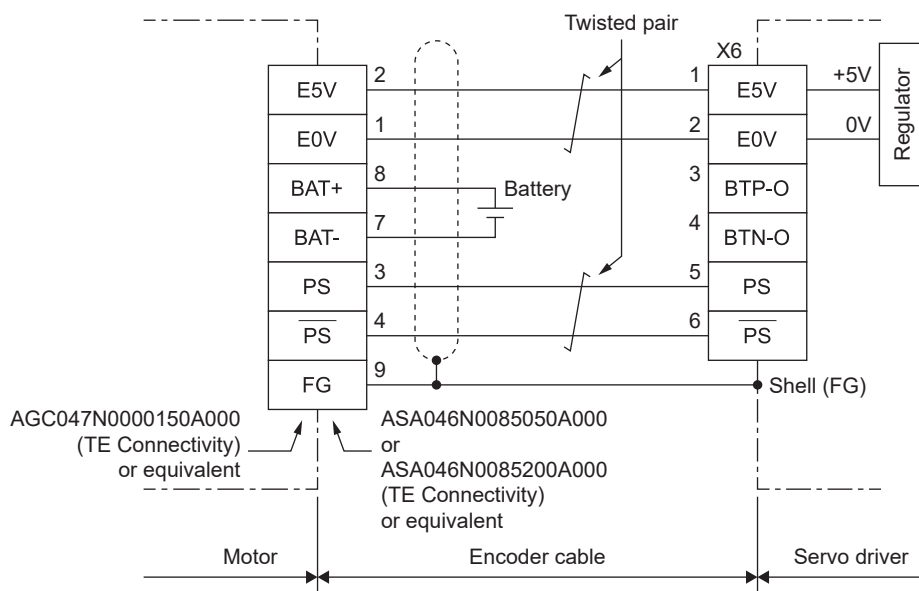 Twisted pair
X6
E5V 2 1 E5V +5V
E0V 1 2 E0V 0V
Regulator
BAT+ 8 Battery 3 BTP-O
BAT- 7 4 BTN-O
PS 3 5 PS
P̅S̅ 4 6 P̅S̅
FG 9 Shell (FG)
AGC047N0000150A000
(TE Connectivity)
or equivalent
ASA046N0085050A000
or
ASA046N0085200A000
(TE Connectivity)
or equivalent
Motor Encoder cable Servo driver